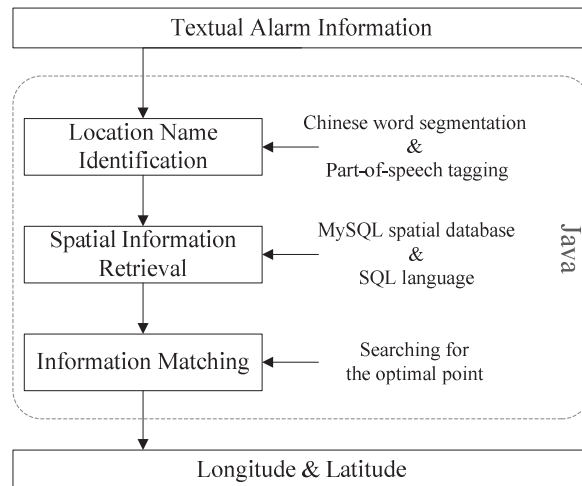 Textual Alarm Information
Location Name
Identification
Chinese word segmentation
&
Part-of-speech tagging
Spatial Information
Retrieval
MySQL spatial database
&
SQL language
Java
Information Matching
Searching for
the optimal point
Longitude & Latitude